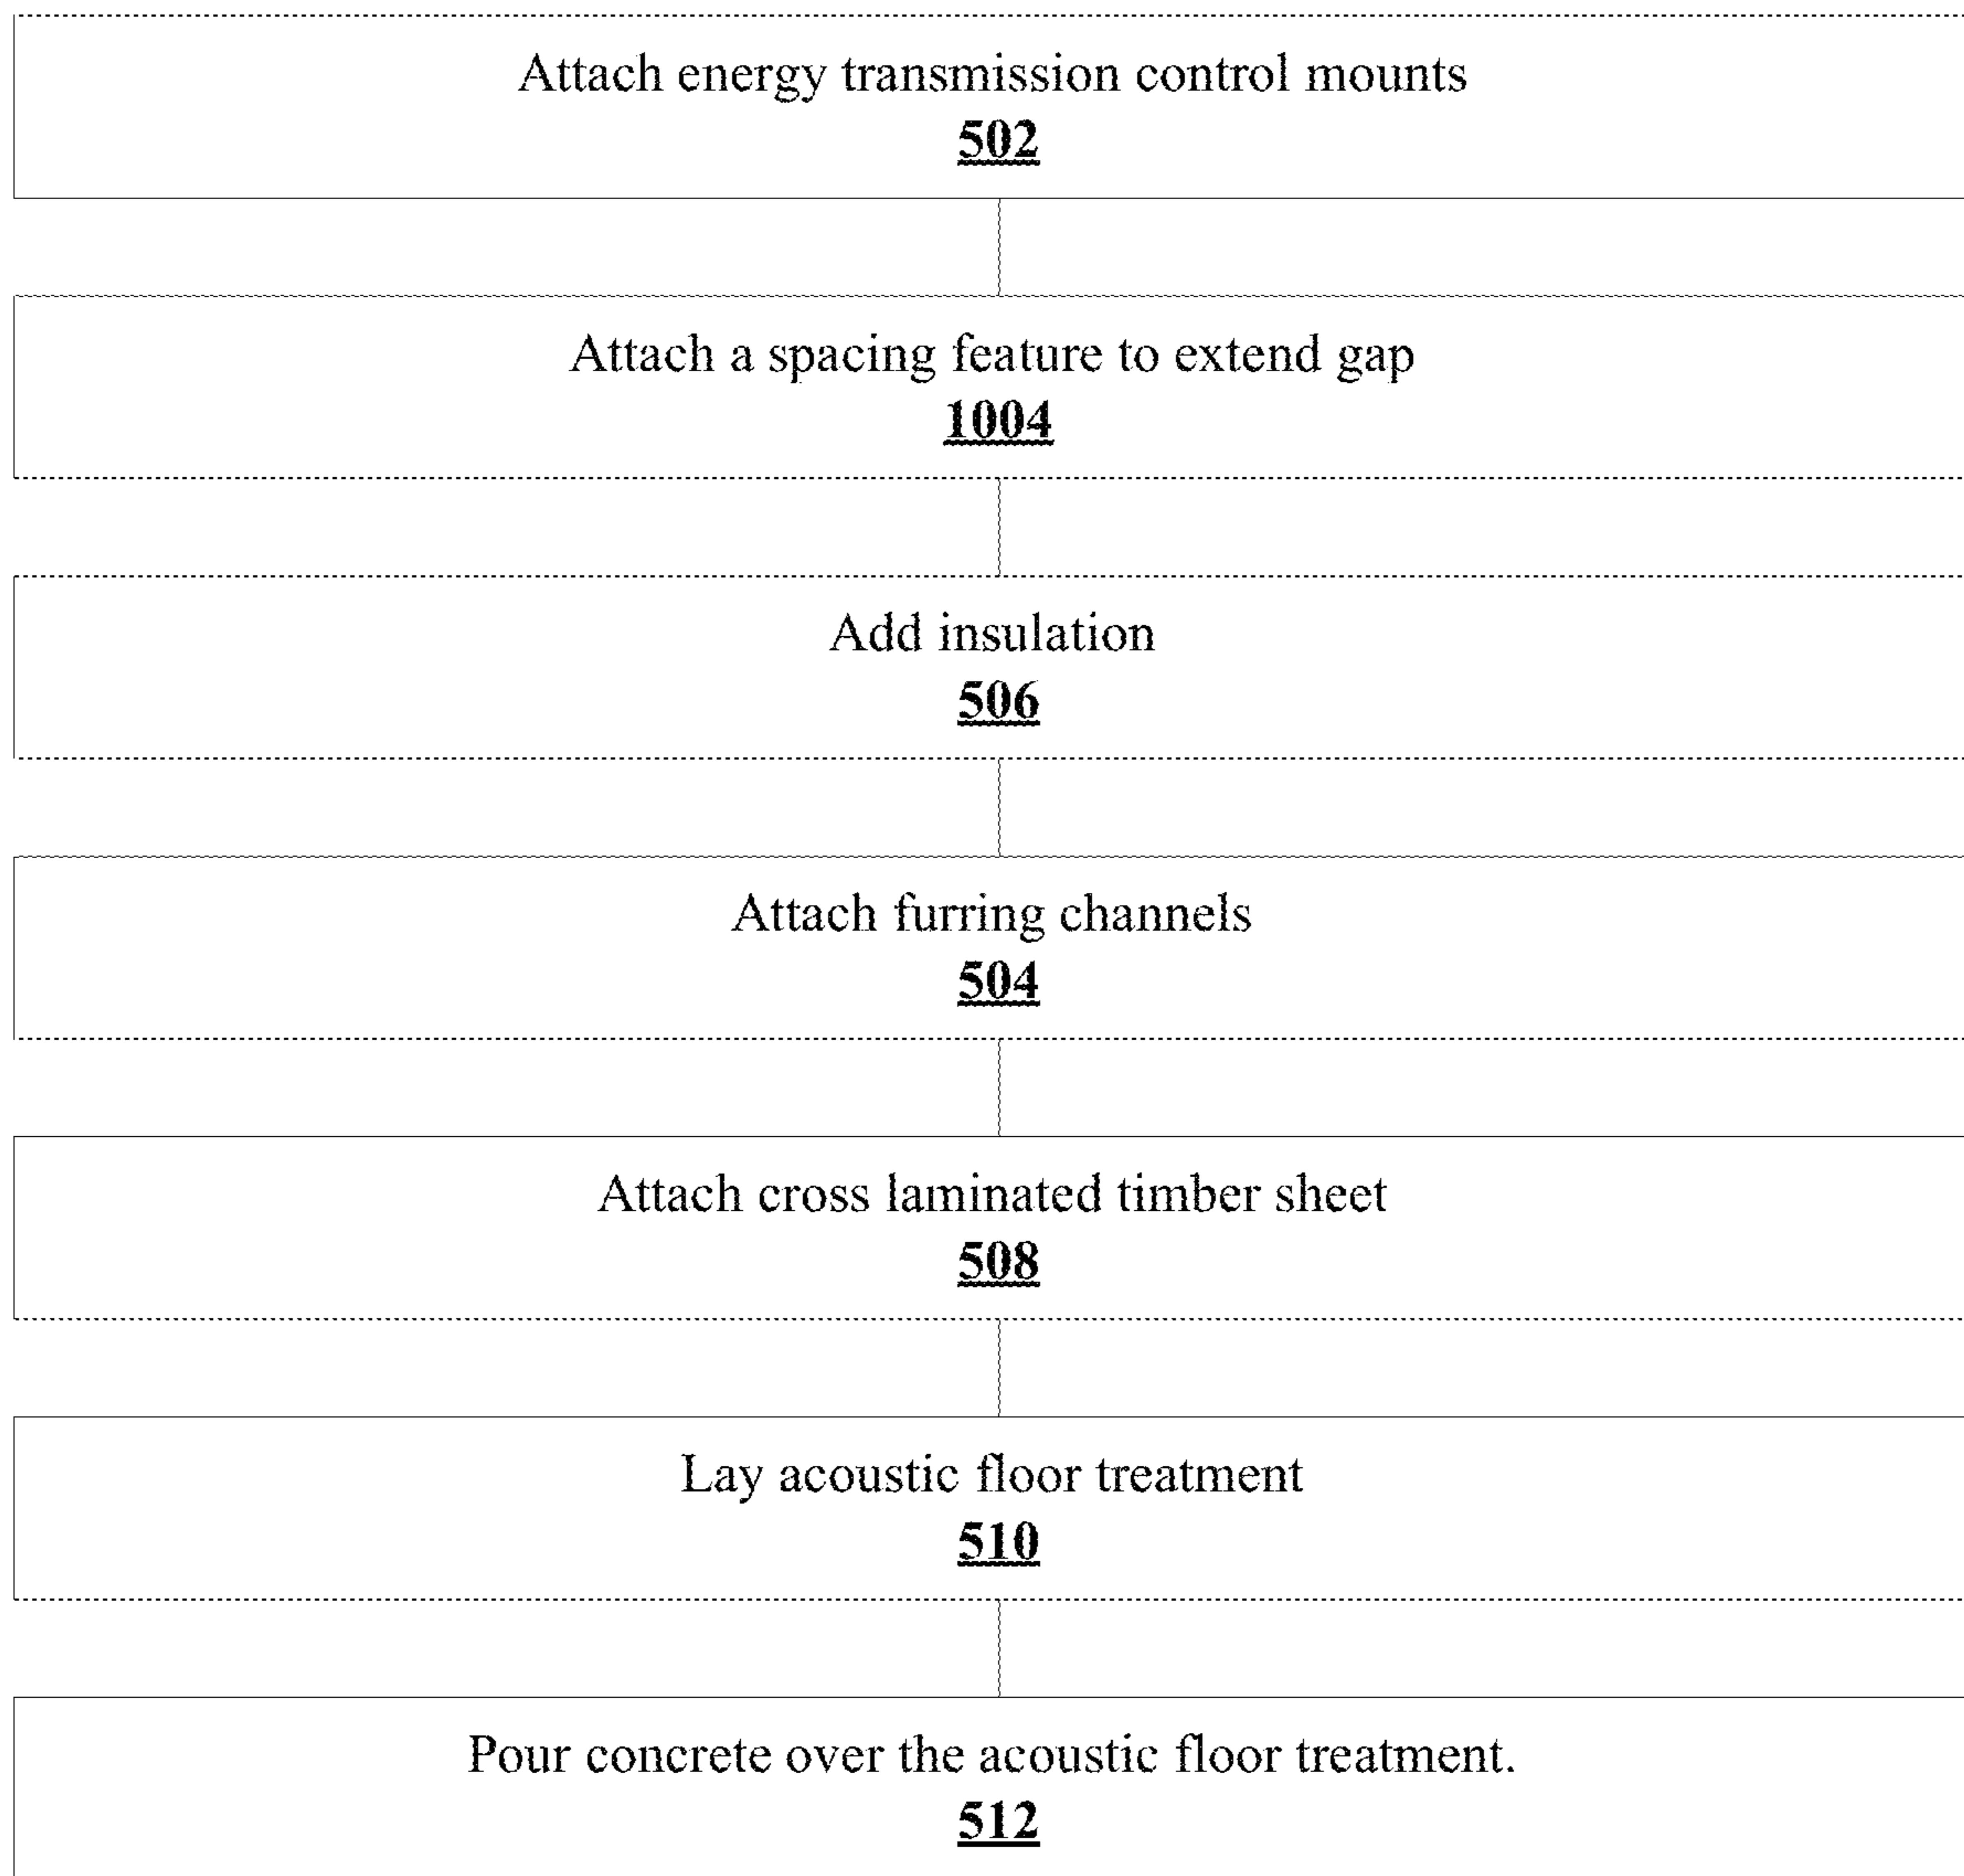 Attach energy transmission control mounts
502
Attach a spacing feature to extend gap
1004
Add insulation
506
Attach furring channels
504
Attach cross laminated timber sheet
508
Lay acoustic floor treatment
510
Pour concrete over the acoustic floor treatment.
512